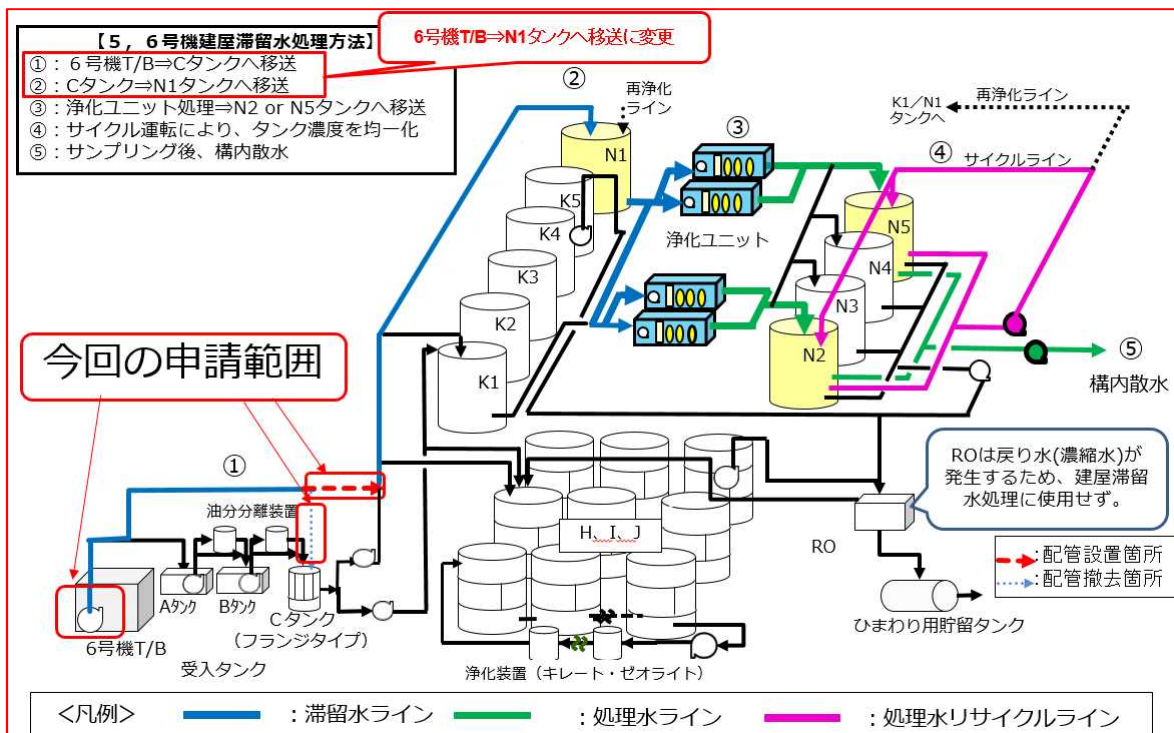 【５，６号機建屋滞留水処理方法】
①：６号機T/B⇒Cタンクへ移送
②：Cタンク⇒N1タンクへ移送
③：浄化ユニット処理⇒N2 or N5タンクへ移送
④：サイクル運転により、タンク濃度を均一化
⑤：サンプリング後、構内散水
6号機T/B⇒N1タンクへ移送に変更
②
再浄化
ライン
N1
K5
K4
K3
K2
K1
③
浄化ユニット
K1／N1
タンクへ
再浄化ライン
④
サイクルライン
N5
N4
N3
N2
⑤
構内散水
今回の申請範囲
①
油分分離装置
Aタンク
Bタンク
Cタンク
（フランジタイプ）
6号機T/B
受入タンク
H、I、J
浄化装置（キレート・ゼオライト）
ROは戻り水(濃縮水)が
発生するため、建屋滞留
水処理に使用せず。
RO
ひまわり用貯留タンク
:配管設置箇所
:配管撤去箇所
＜凡例＞
：滞留水ライン
：処理水ライン
：処理水リサイクルライン